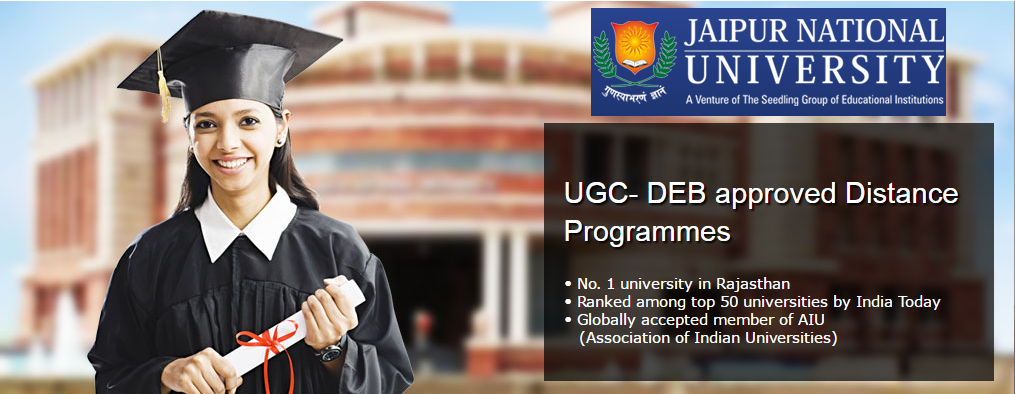 JAIPUR NATIONAL
UNIVERSITY
A Venture of The Seedling Group of Educational Institutions
गुणस्याभरणं ज्ञानं
UGC- DEB approved Distance
Programmes
• No. 1 university in Rajasthan
• Ranked among top 50 universities by India Today
• Globally accepted member of AIU
(Association of Indian Universities)